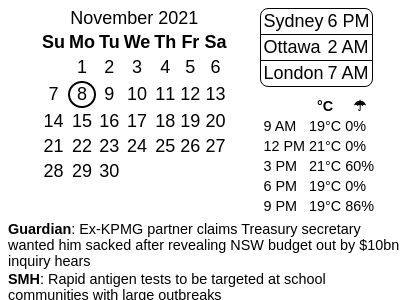 November 2021
Su Mo Tu We Th Fr Sa
1 2 3 4 5 6
7 8 9 10 11 12 13
14 15 16 17 18 19 20
21 22 23 24 25 26 27
28 29 30
Sydney 6 PM
Ottawa 2 AM
London 7 AM
°C ☂
9 AM 19°C 0%
12 PM 21°C 0%
3 PM 21°C 60%
6 PM 19°C 0%
9 PM 19°C 86%
Guardian: Ex-KPMG partner claims Treasury secretary
wanted him sacked after revealing NSW budget out by $10bn
inquiry hears
SMH: Rapid antigen tests to be targeted at school
communities with large outbreaks